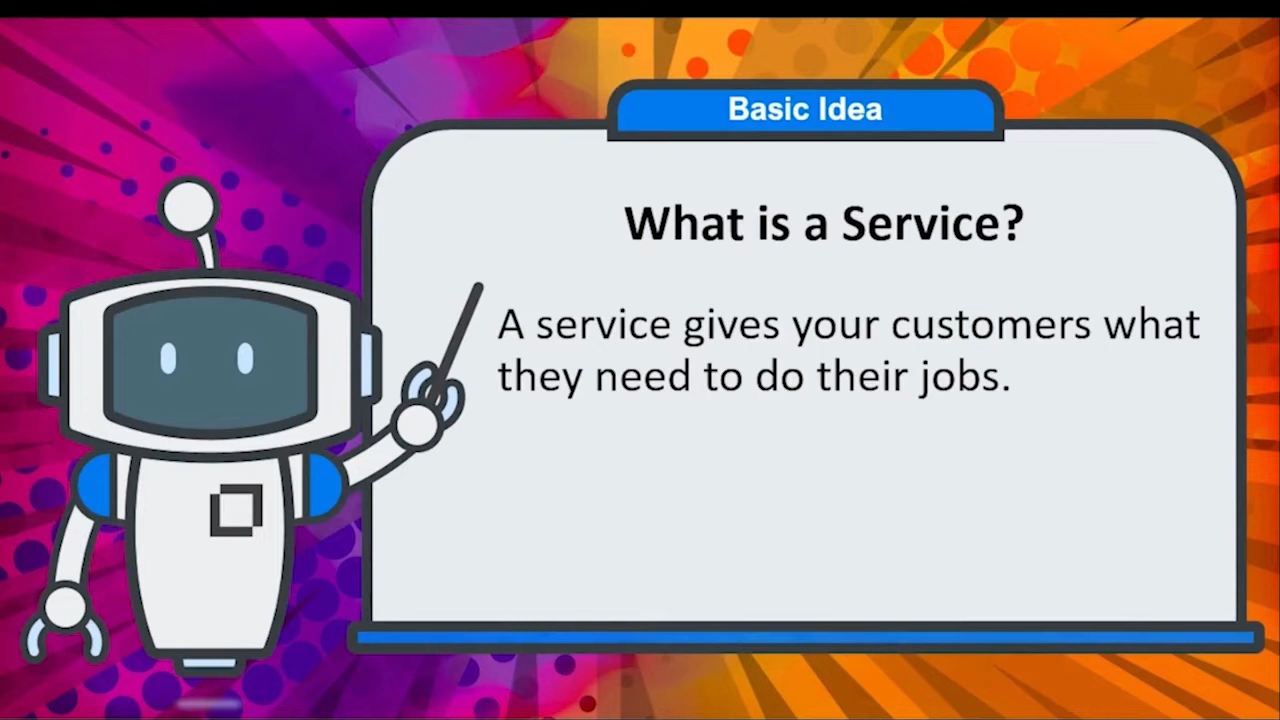 Basic Idea
What is a Service?
A service gives your customers what
they need to do their jobs.